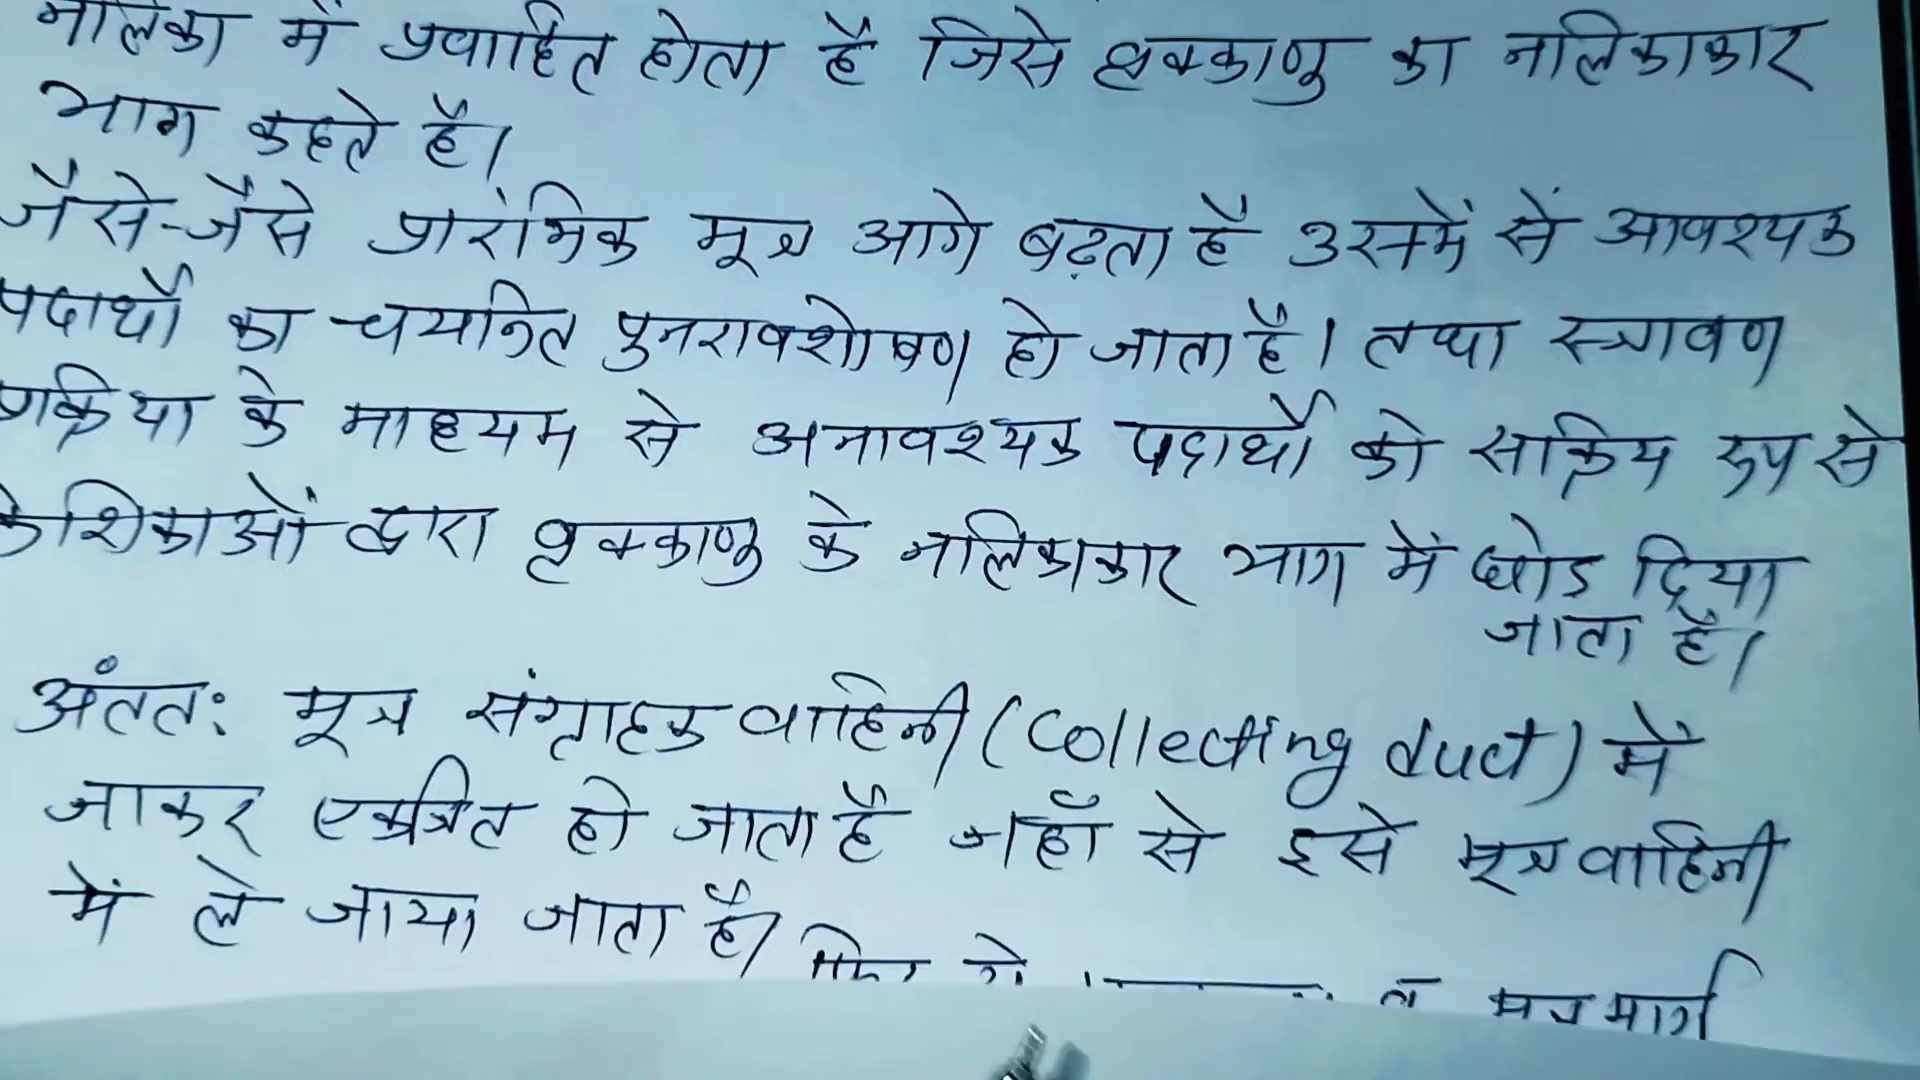 नलिका में प्रवाहित होता है जिसे वृक्काणु का नलिकाकार
भाग कहते है।
जैसे-जैसे प्रारंभिक मूत्र आगे बढ़ता है उसमें सें आवश्यक
पदार्थों का चयनित पुनरावशोषण हो जाता है। तथा स्त्रावण
प्रक्रिया के माध्यम से अनावश्यक पदार्थों को सक्रिय रूप से
केशिकाओं द्वारा वृक्काणु के नलिकाकार भाग में छोड दिया
जाता है।
अंततः मूत्र संग्राहक वाहिनी (Collecting duct) में
जाकर एकत्रित हो जाता है जहाँ से इसे मूत्रवाहिनी
में ले जाया जाता है।
मूत्रमार्ग